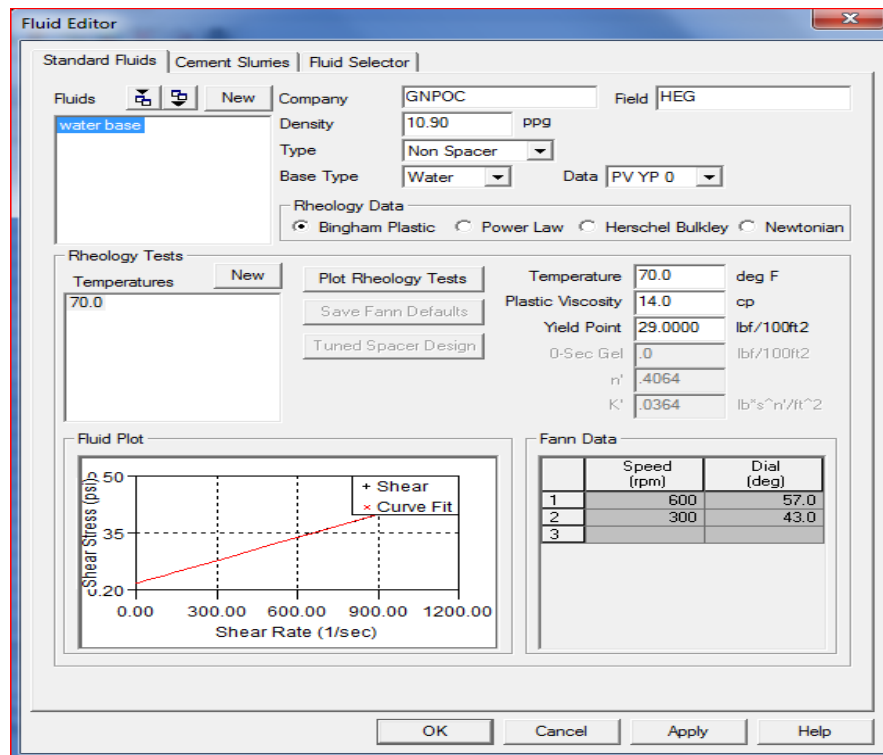 Fluid Editor
Standard Fluids Cement Slurries Fluid Selector
Fluids New Company GNPOC Field HEG
water base
Density 10.90 ppg
Type Non Spacer
Base Type Water Data PV YP 0
Rheology Data
Bingham Plastic Power Law Herschel Bulkley Newtonian
Rheology Tests
Temperatures New
70.0
Plot Rheology Tests
Save Fann Defaults
Tuned Spacer Design
Temperature 70.0 deg F
Plastic Viscosity 14.0 cp
Yield Point 29.0000 lbf/100ft2
0-Sec Gel .0 lbf/100ft2
n' .4064
K' .0364 lb*s^n'/ft^2
Fluid Plot
Shear Stress (psi)
50
35
.20
+ Shear
× Curve Fit
0.00 300.00 600.00 900.00 1200.00
Shear Rate (1/sec)
Fann Data
Speed (rpm) Dial (deg)
1 600 57.0
2 300 43.0
3
OK Cancel Apply Help